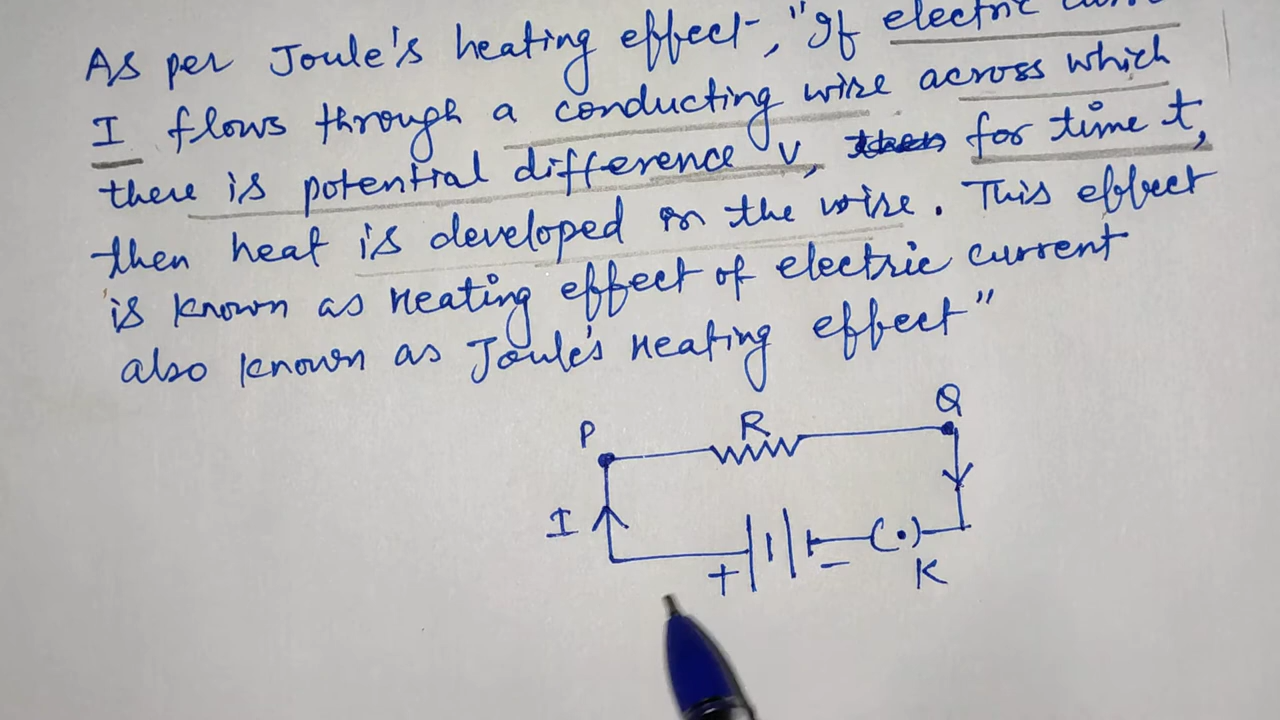 As per Joule's heating effect, "If electric
I flows through a conducting wire across which
there is potential difference V, then for time t,
then heat is developed in the wire. This effect
is known as Heating effect of electric current
also known as Joule's Heating effect"
P
R
Q
I
+
-
K